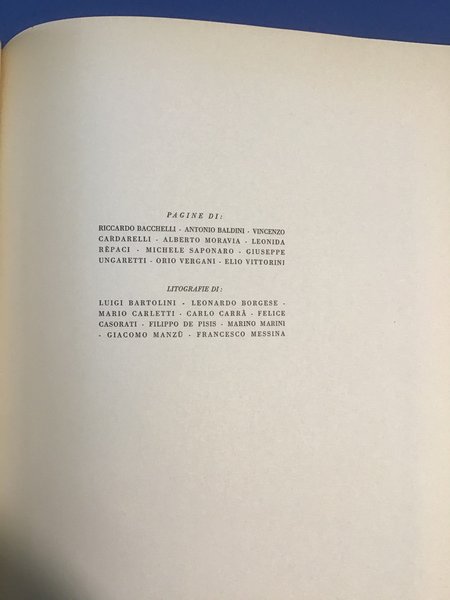 PAGINE DI:
RICCARDO BACCHELLI - ANTONIO BALDINI - VINCENZO
CARDARELLI - ALBERTO MORAVIA - LEONIDA
RÈPACI - MICHELE SAPONARO - GIUSEPPE
UNGARETTI - ORIO VERGANI - ELIO VITTORINI
LITOGRAFIE DI:
LUIGI BARTOLINI - LEONARDO BORGESE -
MARIO CARLETTI - CARLO CARRÀ - FELICE
CASORATI - FILIPPO DE PISIS - MARINO MARINI
- GIACOMO MANZÙ - FRANCESCO MESSINA